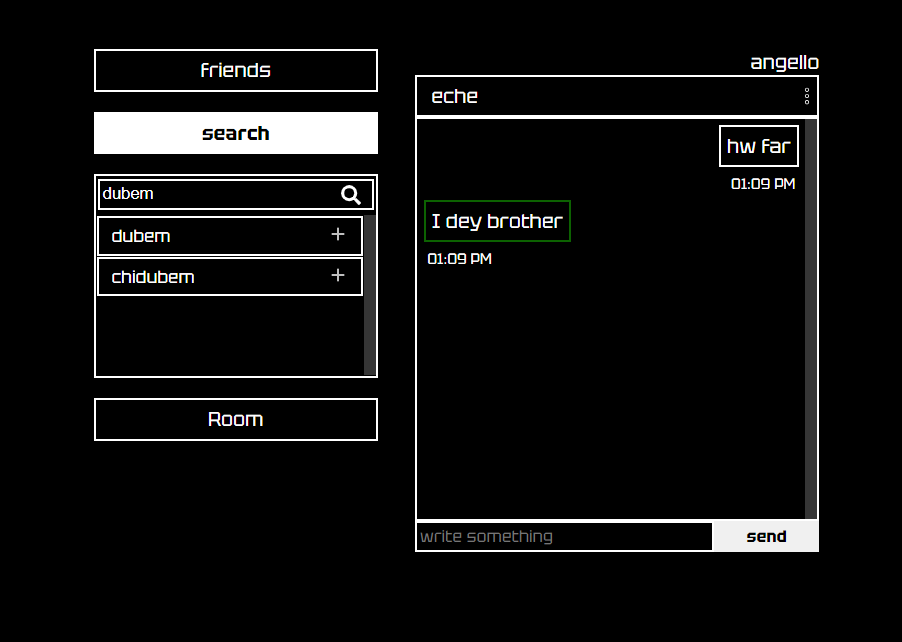 friends
search
dubem
dubem
chidubem
Room
angello
eche
hw far
01:09 PM
I dey brother
01:09 PM
write something
send